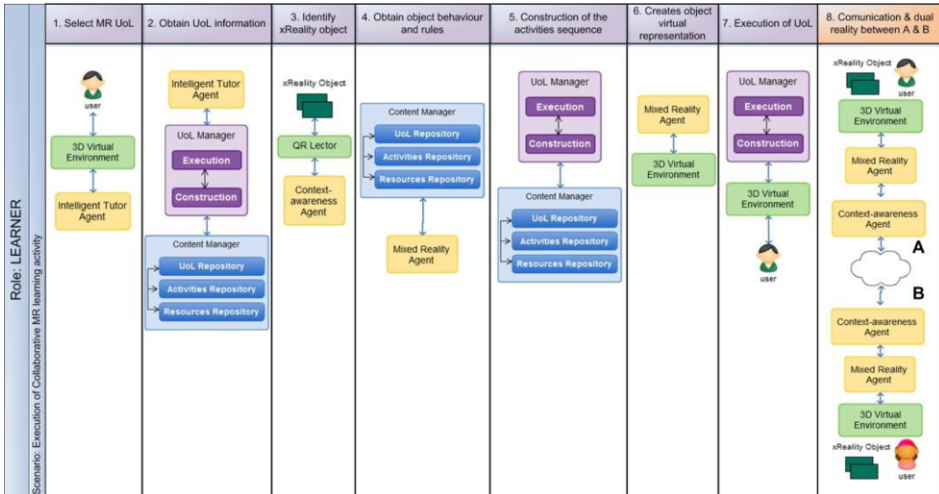 Role: LEARNER
Scenario: Execution of Collaborative MR learning activity
1. Select MR UoL
user
3D Virtual
Environment
Intelligent Tutor
Agent
2. Obtain UoL information
Intelligent Tutor
Agent
UoL Manager
Execution
Construction
Content Manager
UoL Repository
Activities Repository
Resources Repository
3. Identify
xReality object
xReality Object
QR Lector
Context-
awareness Agent
4. Obtain object behaviour
and rules
Content Manager
UoL Repository
Activities Repository
Resources Repository
Mixed Reality
Agent
5. Construction of the
activities sequence
UoL Manager
Execution
Construction
Content Manager
UoL Repository
Activities Repository
Resources Repository
6. Creates object
virtual
representation
Mixed Reality
Agent
3D Virtual
Environment
7. Execution of UoL
UoL Manager
Execution
Construction
3D Virtual
Environment
user
8. Comunication & dual
reality between A & B
xReality Object
user
3D Virtual
Environment
Mixed Reality
Agent
Context-awareness
Agent
A
B
Context-awareness
Agent
Mixed Reality
Agent
3D Virtual
Environment
xReality Object
user